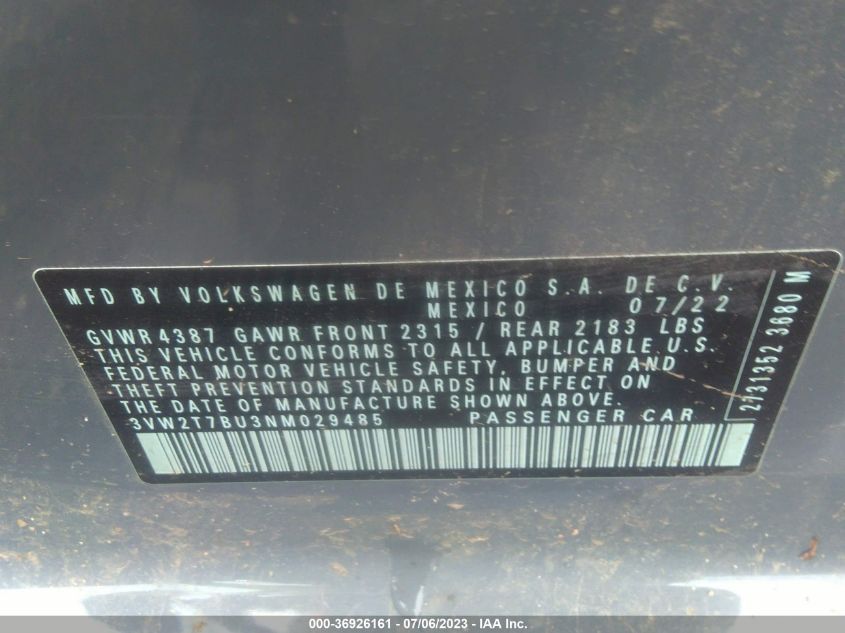 MFD BY VOLKSWAGEN DE MEXICO S.A. DE C.V.
MEXICO 07/22
GVWR 4387 GAWR FRONT 2315 / REAR 2183 LBS
THIS VEHICLE CONFORMS TO ALL APPLICABLE U.S.
FEDERAL MOTOR VEHICLE SAFETY, BUMPER AND
THEFT PREVENTION STANDARDS IN EFFECT ON
THE DATE OF MANUFACTURE SHOWN ABOVE.
3VW2T7BU3NM029485 PASSENGER CAR
2731352 3680 M
000-36926161 - 07/06/2023 - IAA Inc.